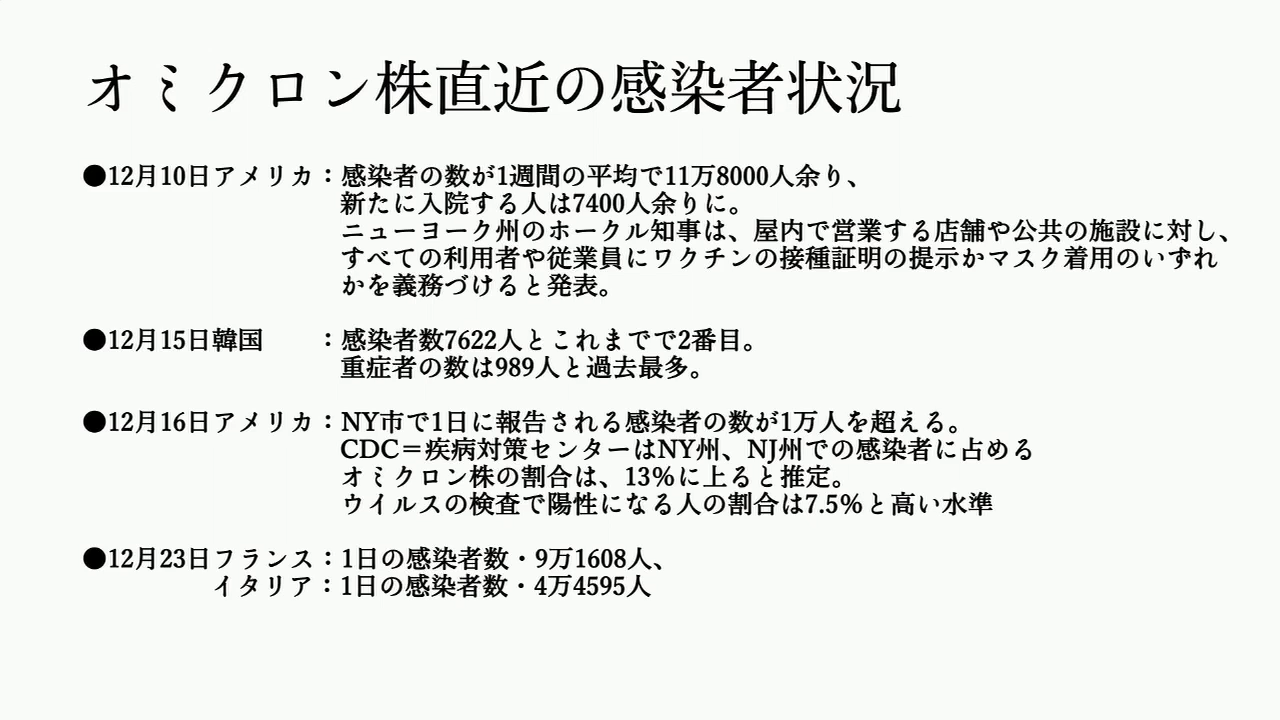 オミクロン株直近の感染者状況
●12月10日アメリカ：感染者の数が1週間の平均で11万8000人余り、
新たに入院する人は7400人余りに。
ニューヨーク州のホークル知事は、屋内で営業する店舗や公共の施設に対し、
すべての利用者や従業員にワクチンの接種証明の提示かマスク着用のいずれ
かを義務づけると発表。
●12月15日韓国　　：感染者数7622人とこれまでで2番目。
重症者の数は989人と過去最多。
●12月16日アメリカ：NY市で1日に報告される感染者の数が1万人を超える。
CDC＝疾病対策センターはNY州、NJ州での感染者に占める
オミクロン株の割合は、13%に上ると推定。
ウイルスの検査で陽性になる人の割合は7.5%と高い水準
●12月23日フランス：1日の感染者数・9万1608人、
イタリア：1日の感染者数・4万4595人